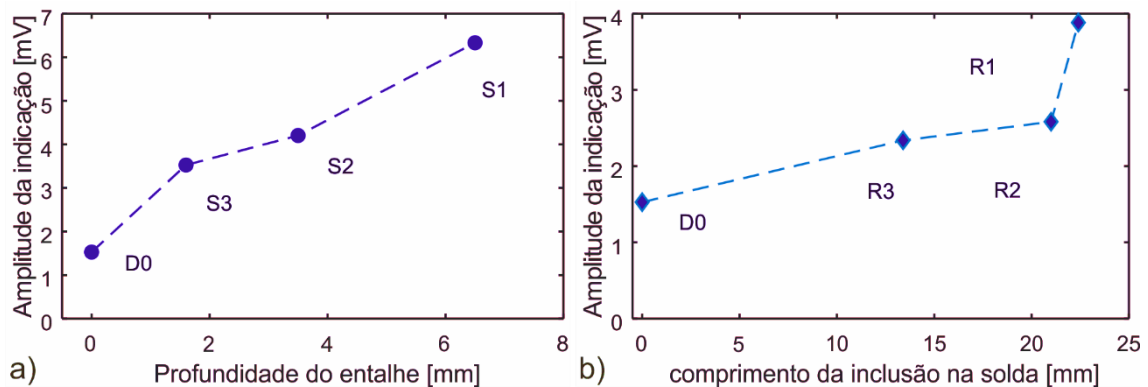 Amplitude da indicação [mV]
7
6
5
4
3
2
1
0
S1
S2
S3
D0
0 2 4 6 8
a) Profundidade do entalhe [mm]
Amplitude da indicação [mV]
4
3
2
1
0
R1
R3 R2
D0
0 5 10 15 20 25
b) comprimento da inclusão na solda [mm]